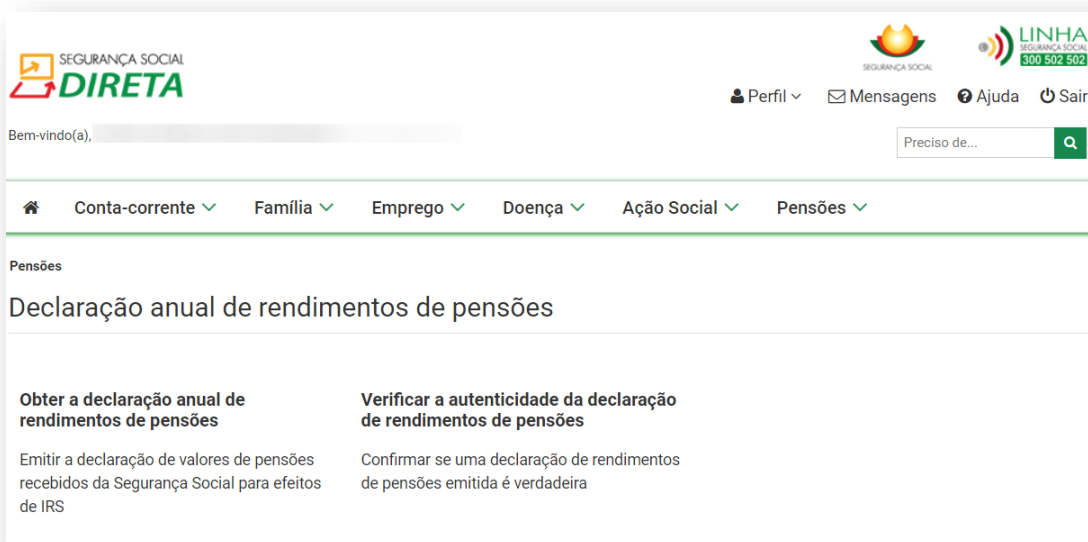 SEGURANÇA SOCIAL
DIRETA
SEGURANÇA SOCIAL
LINHA
SEGURANÇA SOCIAL
300 502 502
Perfil
Mensagens
Ajuda
Sair
Bem-vindo(a),
Preciso de...
Conta-corrente
Família
Emprego
Doença
Ação Social
Pensões
Pensões
Declaração anual de rendimentos de pensões
Obter a declaração anual de
rendimentos de pensões
Emitir a declaração de valores de pensões
recebidos da Segurança Social para efeitos
de IRS
Verificar a autenticidade da declaração
de rendimentos de pensões
Confirmar se uma declaração de rendimentos
de pensões emitida é verdadeira